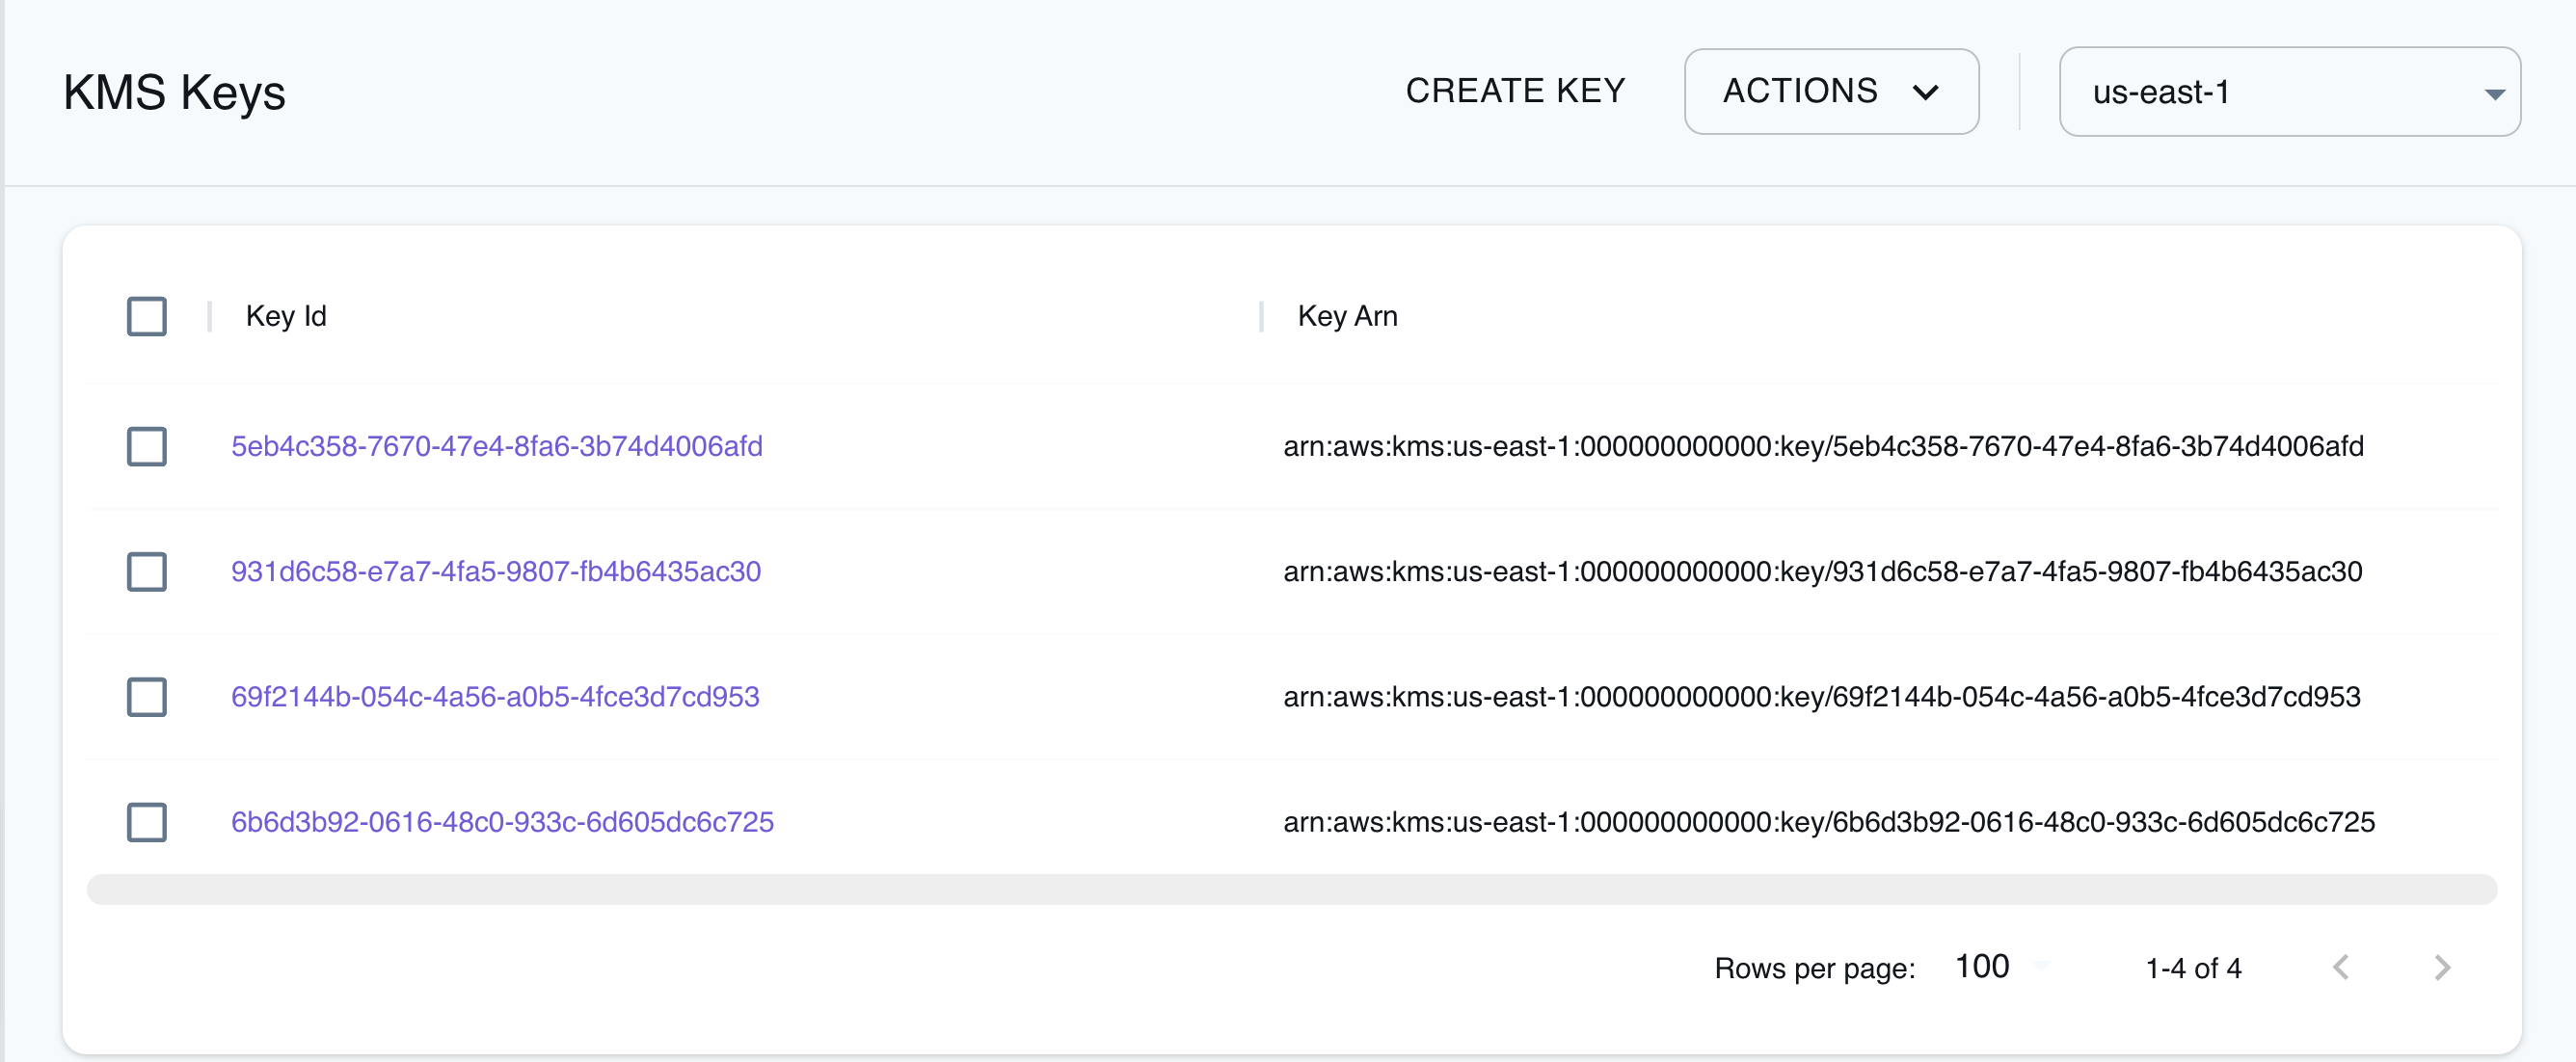 KMS Keys
CREATE KEY
ACTIONS
us-east-1
Key Id
Key Arn
5eb4c358-7670-47e4-8fa6-3b74d4006afd
arn:aws:kms:us-east-1:000000000000:key/5eb4c358-7670-47e4-8fa6-3b74d4006afd
931d6c58-e7a7-4fa5-9807-fb4b6435ac30
arn:aws:kms:us-east-1:000000000000:key/931d6c58-e7a7-4fa5-9807-fb4b6435ac30
69f2144b-054c-4a56-a0b5-4fce3d7cd953
arn:aws:kms:us-east-1:000000000000:key/69f2144b-054c-4a56-a0b5-4fce3d7cd953
6b6d3b92-0616-48c0-933c-6d605dc6c725
arn:aws:kms:us-east-1:000000000000:key/6b6d3b92-0616-48c0-933c-6d605dc6c725
Rows per page: 100
1-4 of 4